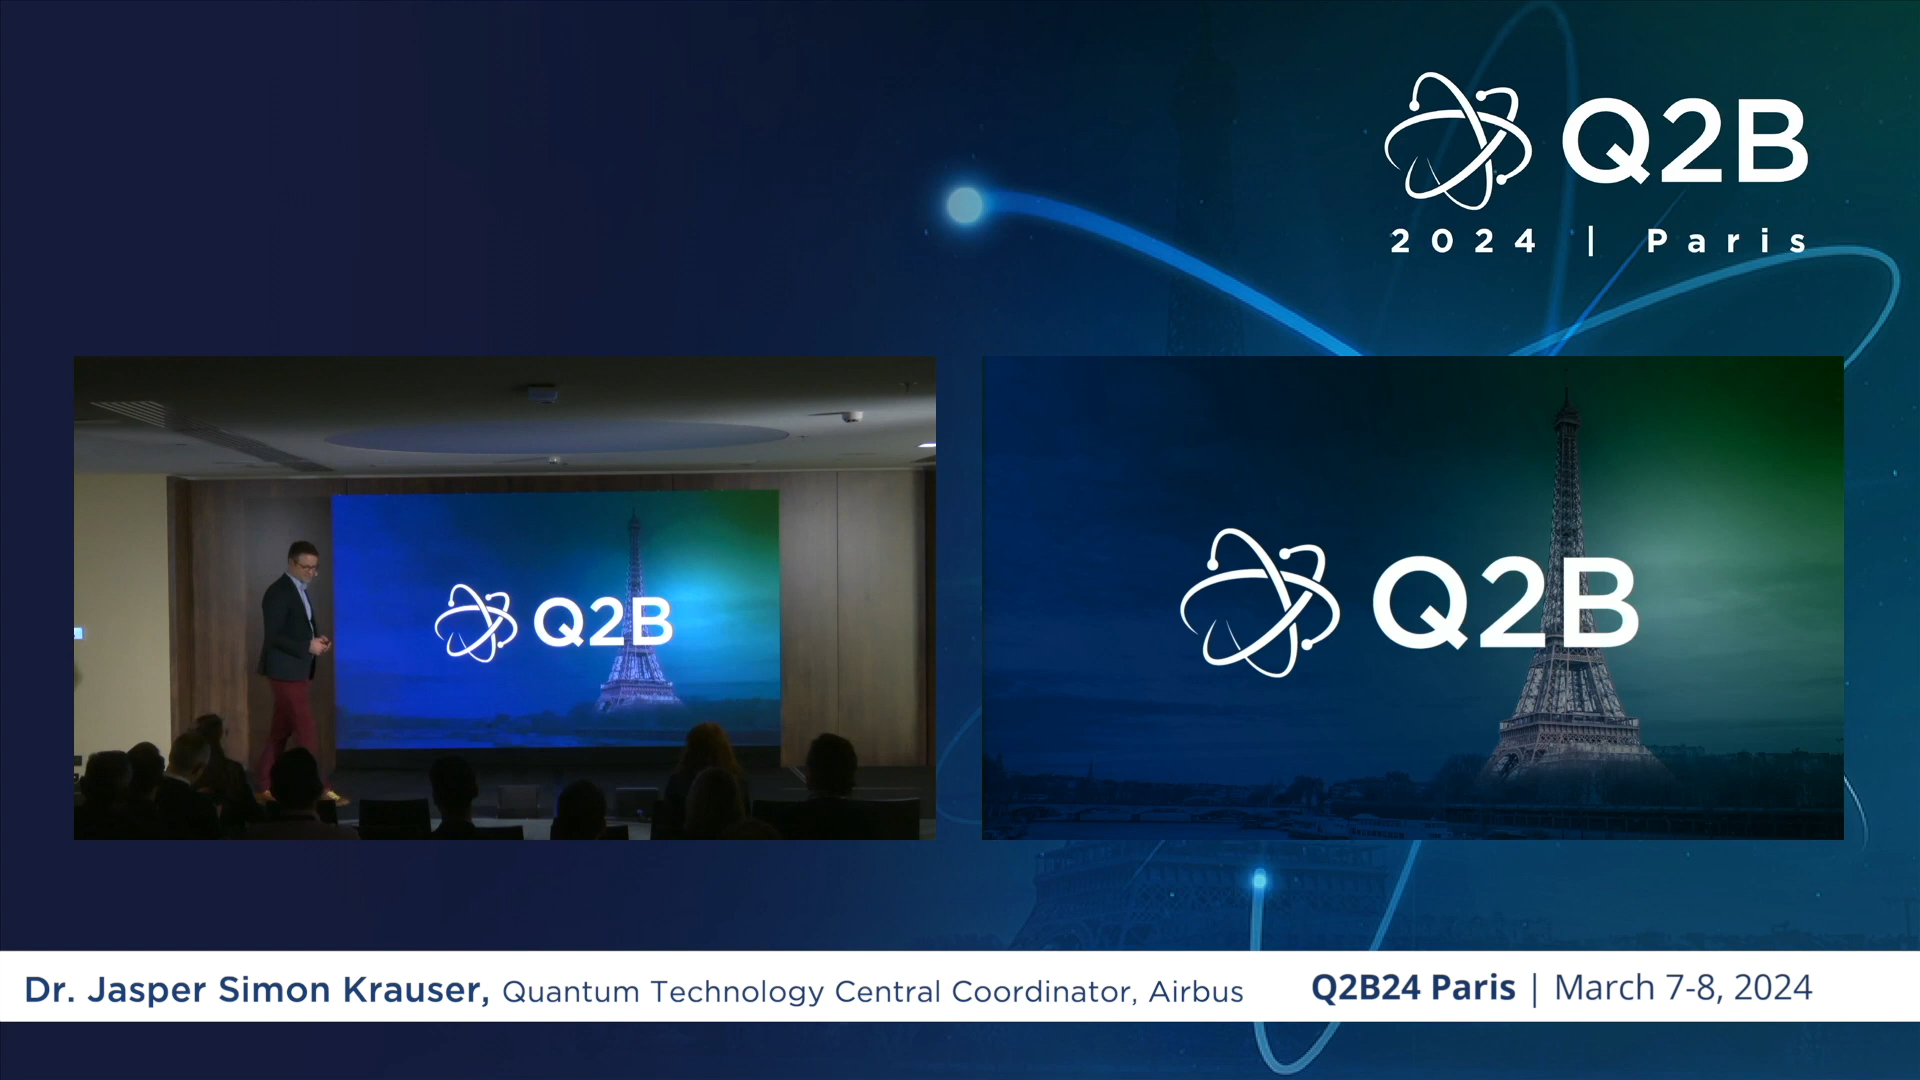 Q2B
2024 | Paris
Q2B
Q2B
Dr. Jasper Simon Krauser, Quantum Technology Central Coordinator, Airbus
Q2B24 Paris | March 7-8, 2024